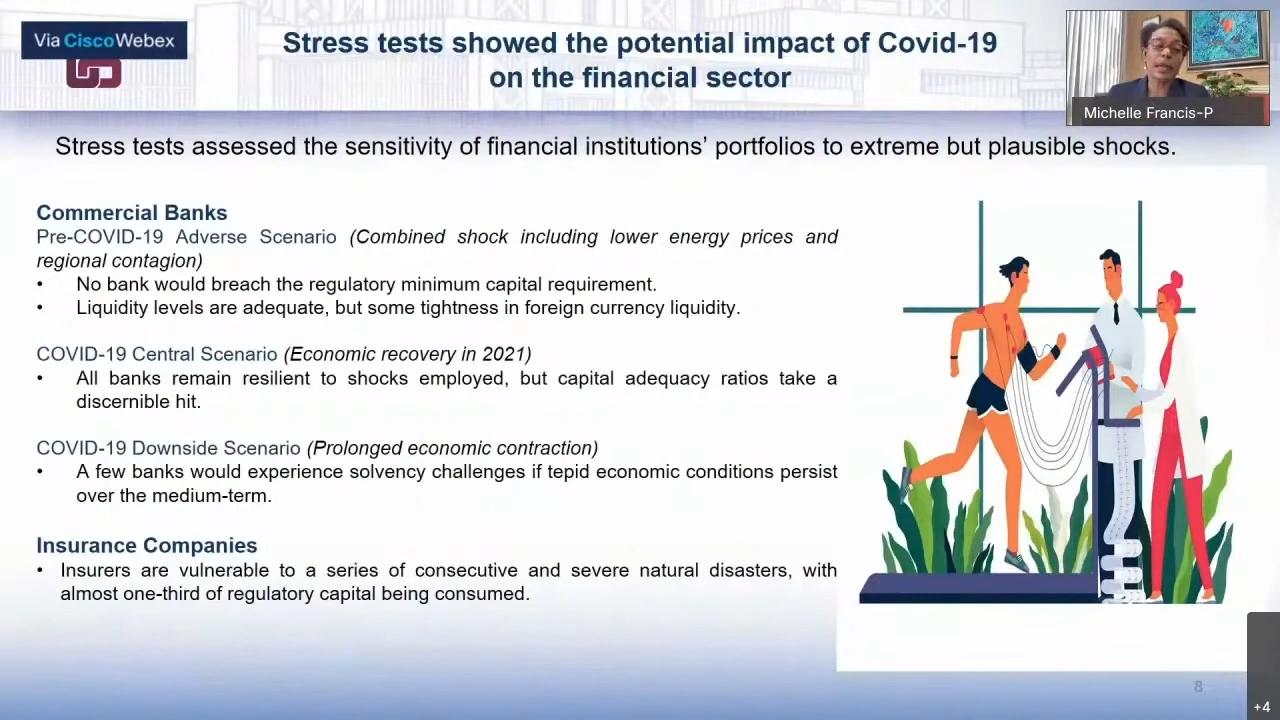 Via Cisco Webex
Stress tests showed the potential impact of Covid-19
on the financial sector
Michelle Francis-P
Stress tests assessed the sensitivity of financial institutions’ portfolios to extreme but plausible shocks.
Commercial Banks
Pre-COVID-19 Adverse Scenario (Combined shock including lower energy prices and
regional contagion)
• No bank would breach the regulatory minimum capital requirement.
• Liquidity levels are adequate, but some tightness in foreign currency liquidity.
COVID-19 Central Scenario (Economic recovery in 2021)
• All banks remain resilient to shocks employed, but capital adequacy ratios take a
discernible hit.
COVID-19 Downside Scenario (Prolonged economic contraction)
• A few banks would experience solvency challenges if tepid economic conditions persist
over the medium-term.
Insurance Companies
• Insurers are vulnerable to a series of consecutive and severe natural disasters, with
almost one-third of regulatory capital being consumed.
8
+4